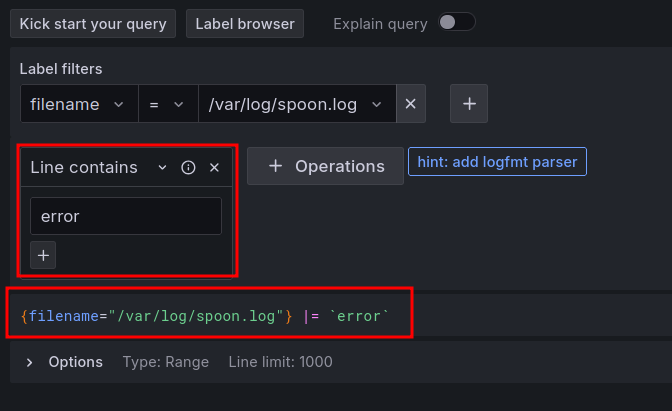 Kick start your query Label browser Explain query
Label filters
filename = /var/log/spoon.log × +
Line contains × + Operations hint: add logfmt parser
error
+
{filename="/var/log/spoon.log"} |= `error`
> Options Type: Range Line limit: 1000